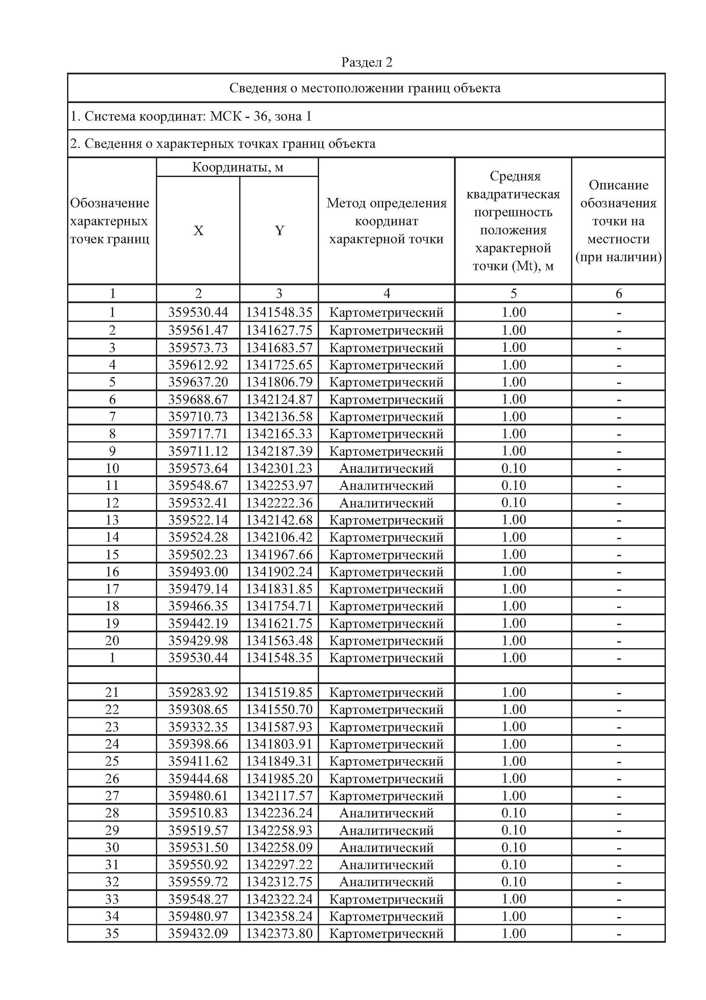 Раздел 2
Сведения о местоположении границ объекта
1. Система координат: МСК - 36, зона 1
2. Сведения о характерных точках границ объекта
Обозначение
характерных
точек границ
Координаты, м
X
Y
Метод определения
координат
характерной точки
Средняя
квадратическая
погрешность
положения
характерной
точки (Mt), м
Описание
обозначения
точки на
местности
(при наличии)
1 2 3 4 5 6
1 359530.44 1341548.35 Картометрический 1.00 -
2 359561.47 1341627.75 Картометрический 1.00 -
3 359573.73 1341683.57 Картометрический 1.00 -
4 359612.92 1341725.65 Картометрический 1.00 -
5 359637.20 1341806.79 Картометрический 1.00 -
6 359688.67 1342124.87 Картометрический 1.00 -
7 359710.73 1342136.58 Картометрический 1.00 -
8 359717.71 1342165.33 Картометрический 1.00 -
9 359711.12 1342187.39 Картометрический 1.00 -
10 359573.64 1342301.23 Аналитический 0.10 -
11 359548.67 1342253.97 Аналитический 0.10 -
12 359532.41 1342222.36 Аналитический 0.10 -
13 359522.14 1342142.68 Картометрический 1.00 -
14 359524.28 1342106.42 Картометрический 1.00 -
15 359502.23 1341967.66 Картометрический 1.00 -
16 359493.00 1341902.24 Картометрический 1.00 -
17 359479.14 1341831.85 Картометрический 1.00 -
18 359466.35 1341754.71 Картометрический 1.00 -
19 359442.19 1341621.75 Картометрический 1.00 -
20 359429.98 1341563.48 Картометрический 1.00 -
1 359530.44 1341548.35 Картометрический 1.00 -
21 359283.92 1341519.85 Картометрический 1.00 -
22 359308.65 1341550.70 Картометрический 1.00 -
23 359332.35 1341587.93 Картометрический 1.00 -
24 359398.66 1341803.91 Картометрический 1.00 -
25 359411.62 1341849.31 Картометрический 1.00 -
26 359444.68 1341985.20 Картометрический 1.00 -
27 359480.61 1342117.57 Картометрический 1.00 -
28 359510.83 1342236.24 Аналитический 0.10 -
29 359519.57 1342258.93 Аналитический 0.10 -
30 359531.50 1342258.09 Аналитический 0.10 -
31 359550.92 1342297.22 Аналитический 0.10 -
32 359559.72 1342312.75 Аналитический 0.10 -
33 359548.27 1342322.24 Картометрический 1.00 -
34 359480.97 1342358.24 Картометрический 1.00 -
35 359432.09 1342373.80 Картометрический 1.00 -